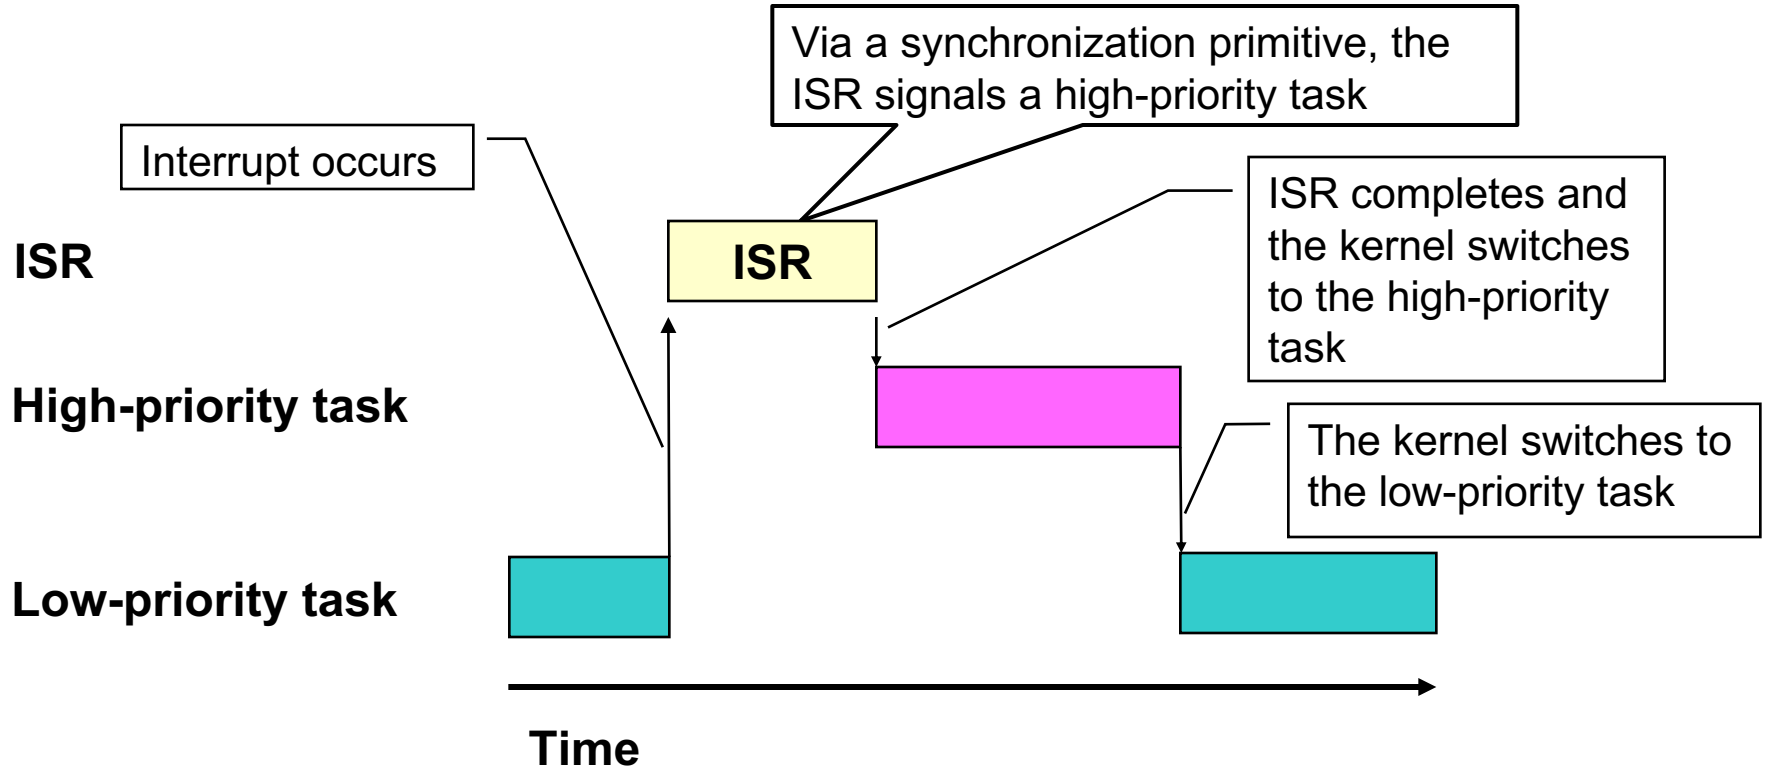 Via a synchronization primitive, the
ISR signals a high-priority task
Interrupt occurs
ISR completes and
the kernel switches
to the high-priority
task
ISR
ISR
High-priority task
The kernel switches to
the low-priority task
Low-priority task
Time